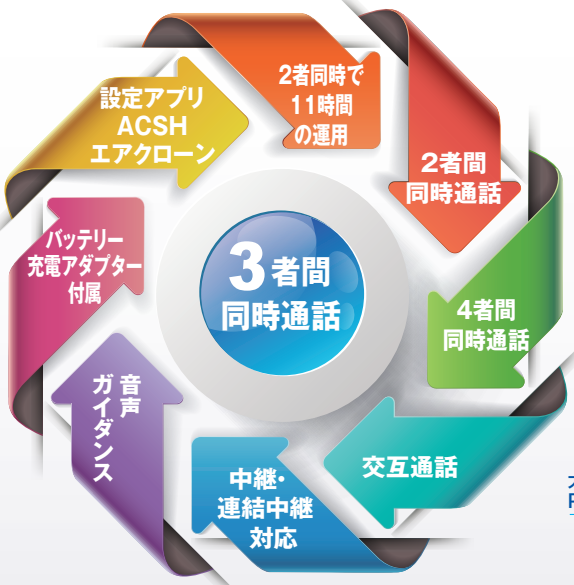 3者間
同時通話
2者同時で
11時間
の運用
2者間
同時通話
4者間
同時通話
交互通話
中継・
連結中継
対応
音声
ガイダンス
バッテリー
充電アダプター
付属
設定アプリ
ACSH
エアクローン